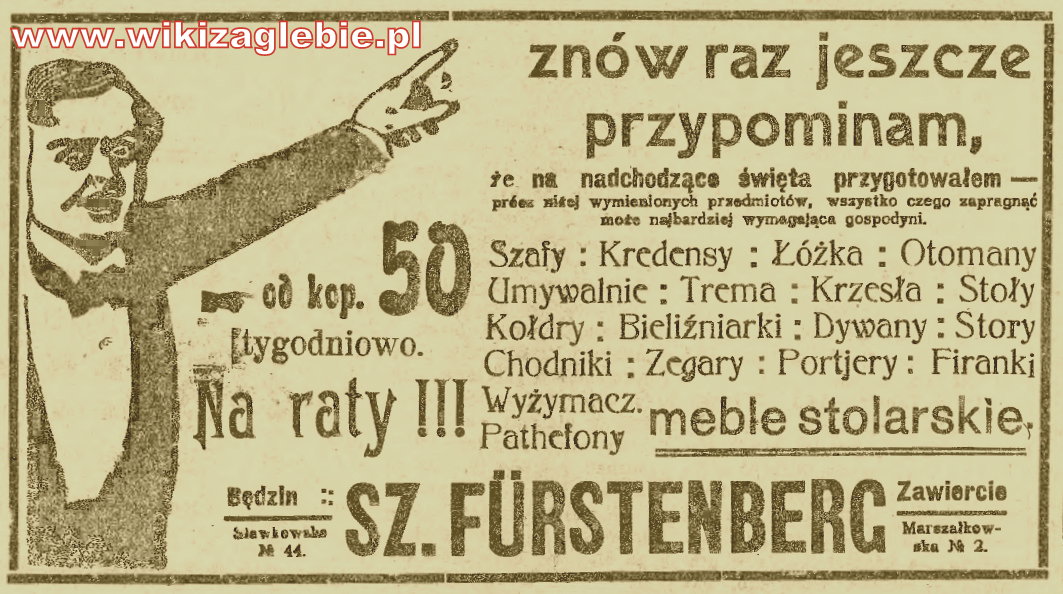 www.wikizaglebie.pl
znów raz jeszcze
przypominam,
że na nadchodzące święta przygotowałem —
prócz niżej wymienionych przedmiotów, wszystko czego zapragnąć
może najbardziej wymagająca gospodyni.
od kop. 50
tygodniowo.
Na raty !!!
Szafy : Kredensy : Łóżka : Otomany
Umywalnie : Trema : Krzesła : Stoły
Kołdry : Bieliźniarki : Dywany : Story
Chodniki : Zegary : Portjery : Firanki
Wyżymacz.
Pathefony
meble stolarskie.
Będzin ::
Sławkowska
№ 44.
SZ. FÜRSTENBERG
Zawiercie
Marszałkow-
ska № 2.